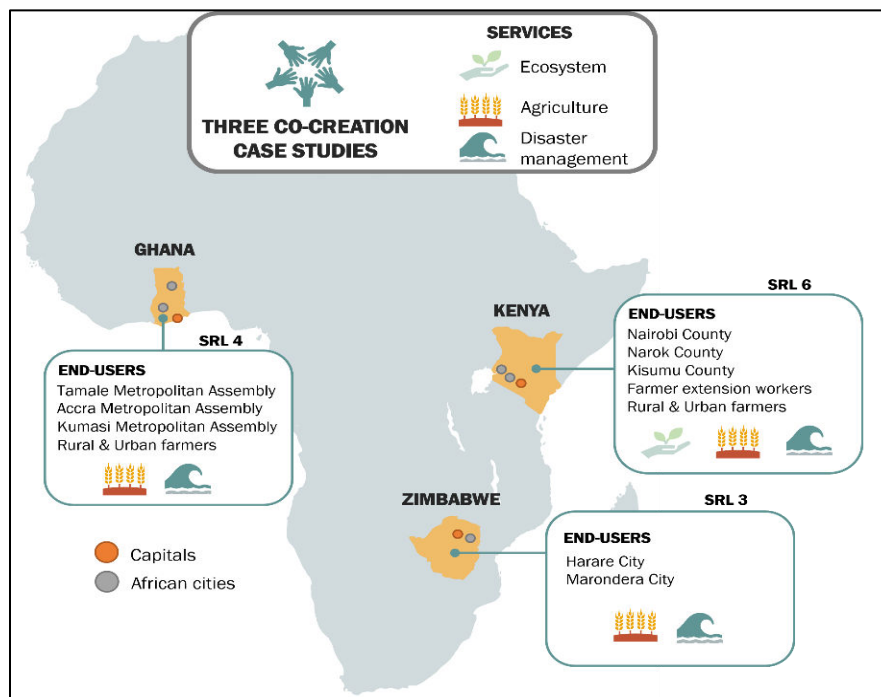 THREE CO-CREATION
CASE STUDIES
SERVICES
Ecosystem
Agriculture
Disaster
management
GHANA
SRL 4
END-USERS
Tamale Metropolitan Assembly
Accra Metropolitan Assembly
Kumasi Metropolitan Assembly
Rural & Urban farmers
KENYA
SRL 6
END-USERS
Nairobi County
Narok County
Kisumu County
Farmer extension workers
Rural & Urban farmers
ZIMBABWE
SRL 3
END-USERS
Harare City
Marondera City
Capitals
African cities